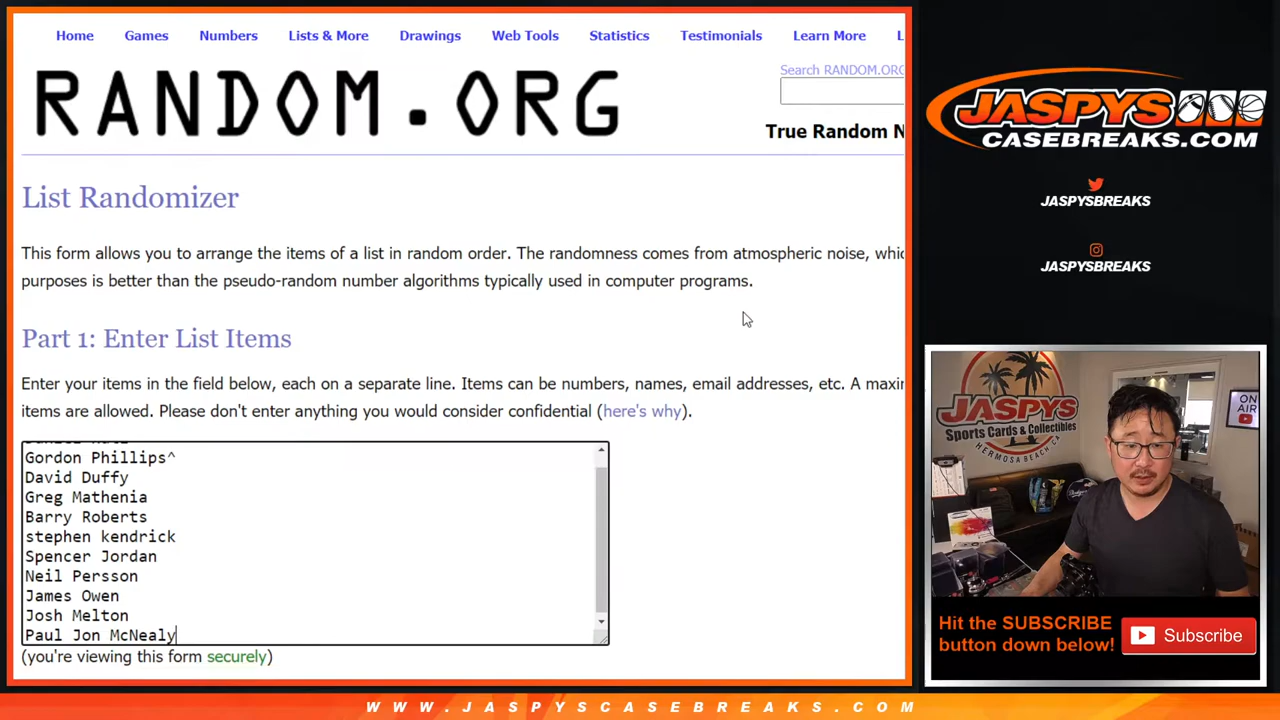 Home Games Numbers Lists & More Drawings Web Tools Statistics Testimonials Learn More L
RANDOM.ORG
Search RANDOM.ORG
True Random N
List Randomizer
This form allows you to arrange the items of a list in random order. The randomness comes from atmospheric noise, whic
purposes is better than the pseudo-random number algorithms typically used in computer programs.
Part 1: Enter List Items
Enter your items in the field below, each on a separate line. Items can be numbers, names, email addresses, etc. A maxi
items are allowed. Please don't enter anything you would consider confidential (here's why).
Gordon Phillips^
David Duffy
Greg Mathenia
Barry Roberts
stephen kendrick
Spencer Jordan
Neil Persson
James Owen
Josh Melton
Paul Jon McNealy
(you're viewing this form securely)
JASPYS
CASEBREAKS.COM
JASPYSBREAKS
JASPYSBREAKS
JASPYS
Sports Cards & Collectibles
HERMOSA BEACH, CA
ON
AIR
Hit the SUBSCRIBE
button down below!
Subscribe
WWW.JASPYSCASEBREAKS.COM